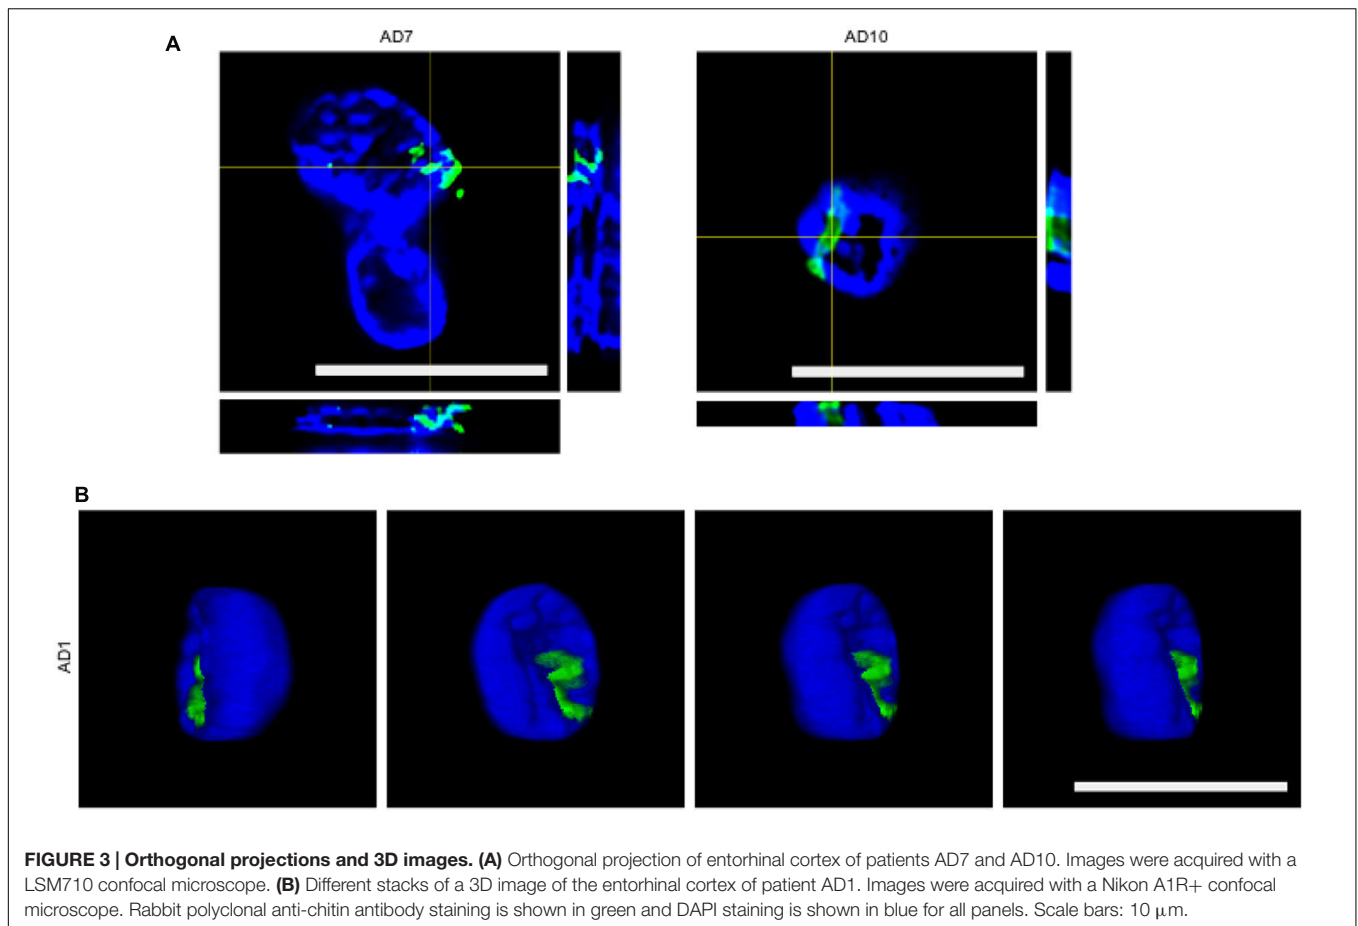 A
AD7
AD10
B
AD1
FIGURE 3 | Orthogonal projections and 3D images. (A) Orthogonal projection of entorhinal cortex of patients AD7 and AD10. Images were acquired with a
LSM710 confocal microscope. (B) Different stacks of a 3D image of the entorhinal cortex of patient AD1. Images were acquired with a Nikon A1R+ confocal
microscope. Rabbit polyclonal anti-chitin antibody staining is shown in green and DAPI staining is shown in blue for all panels. Scale bars: 10 μm.